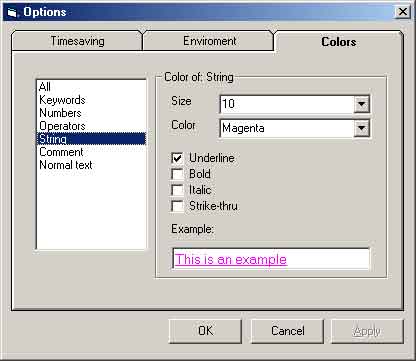 Options
Timesaving Enviroment Colors
All
Keywords
Numbers
Operators
String
Comment
Normal text
Color of: String
Size 10
Color Magenta
Underline
Bold
Italic
Strike-thru
Example:
This is an example
OK Cancel Apply